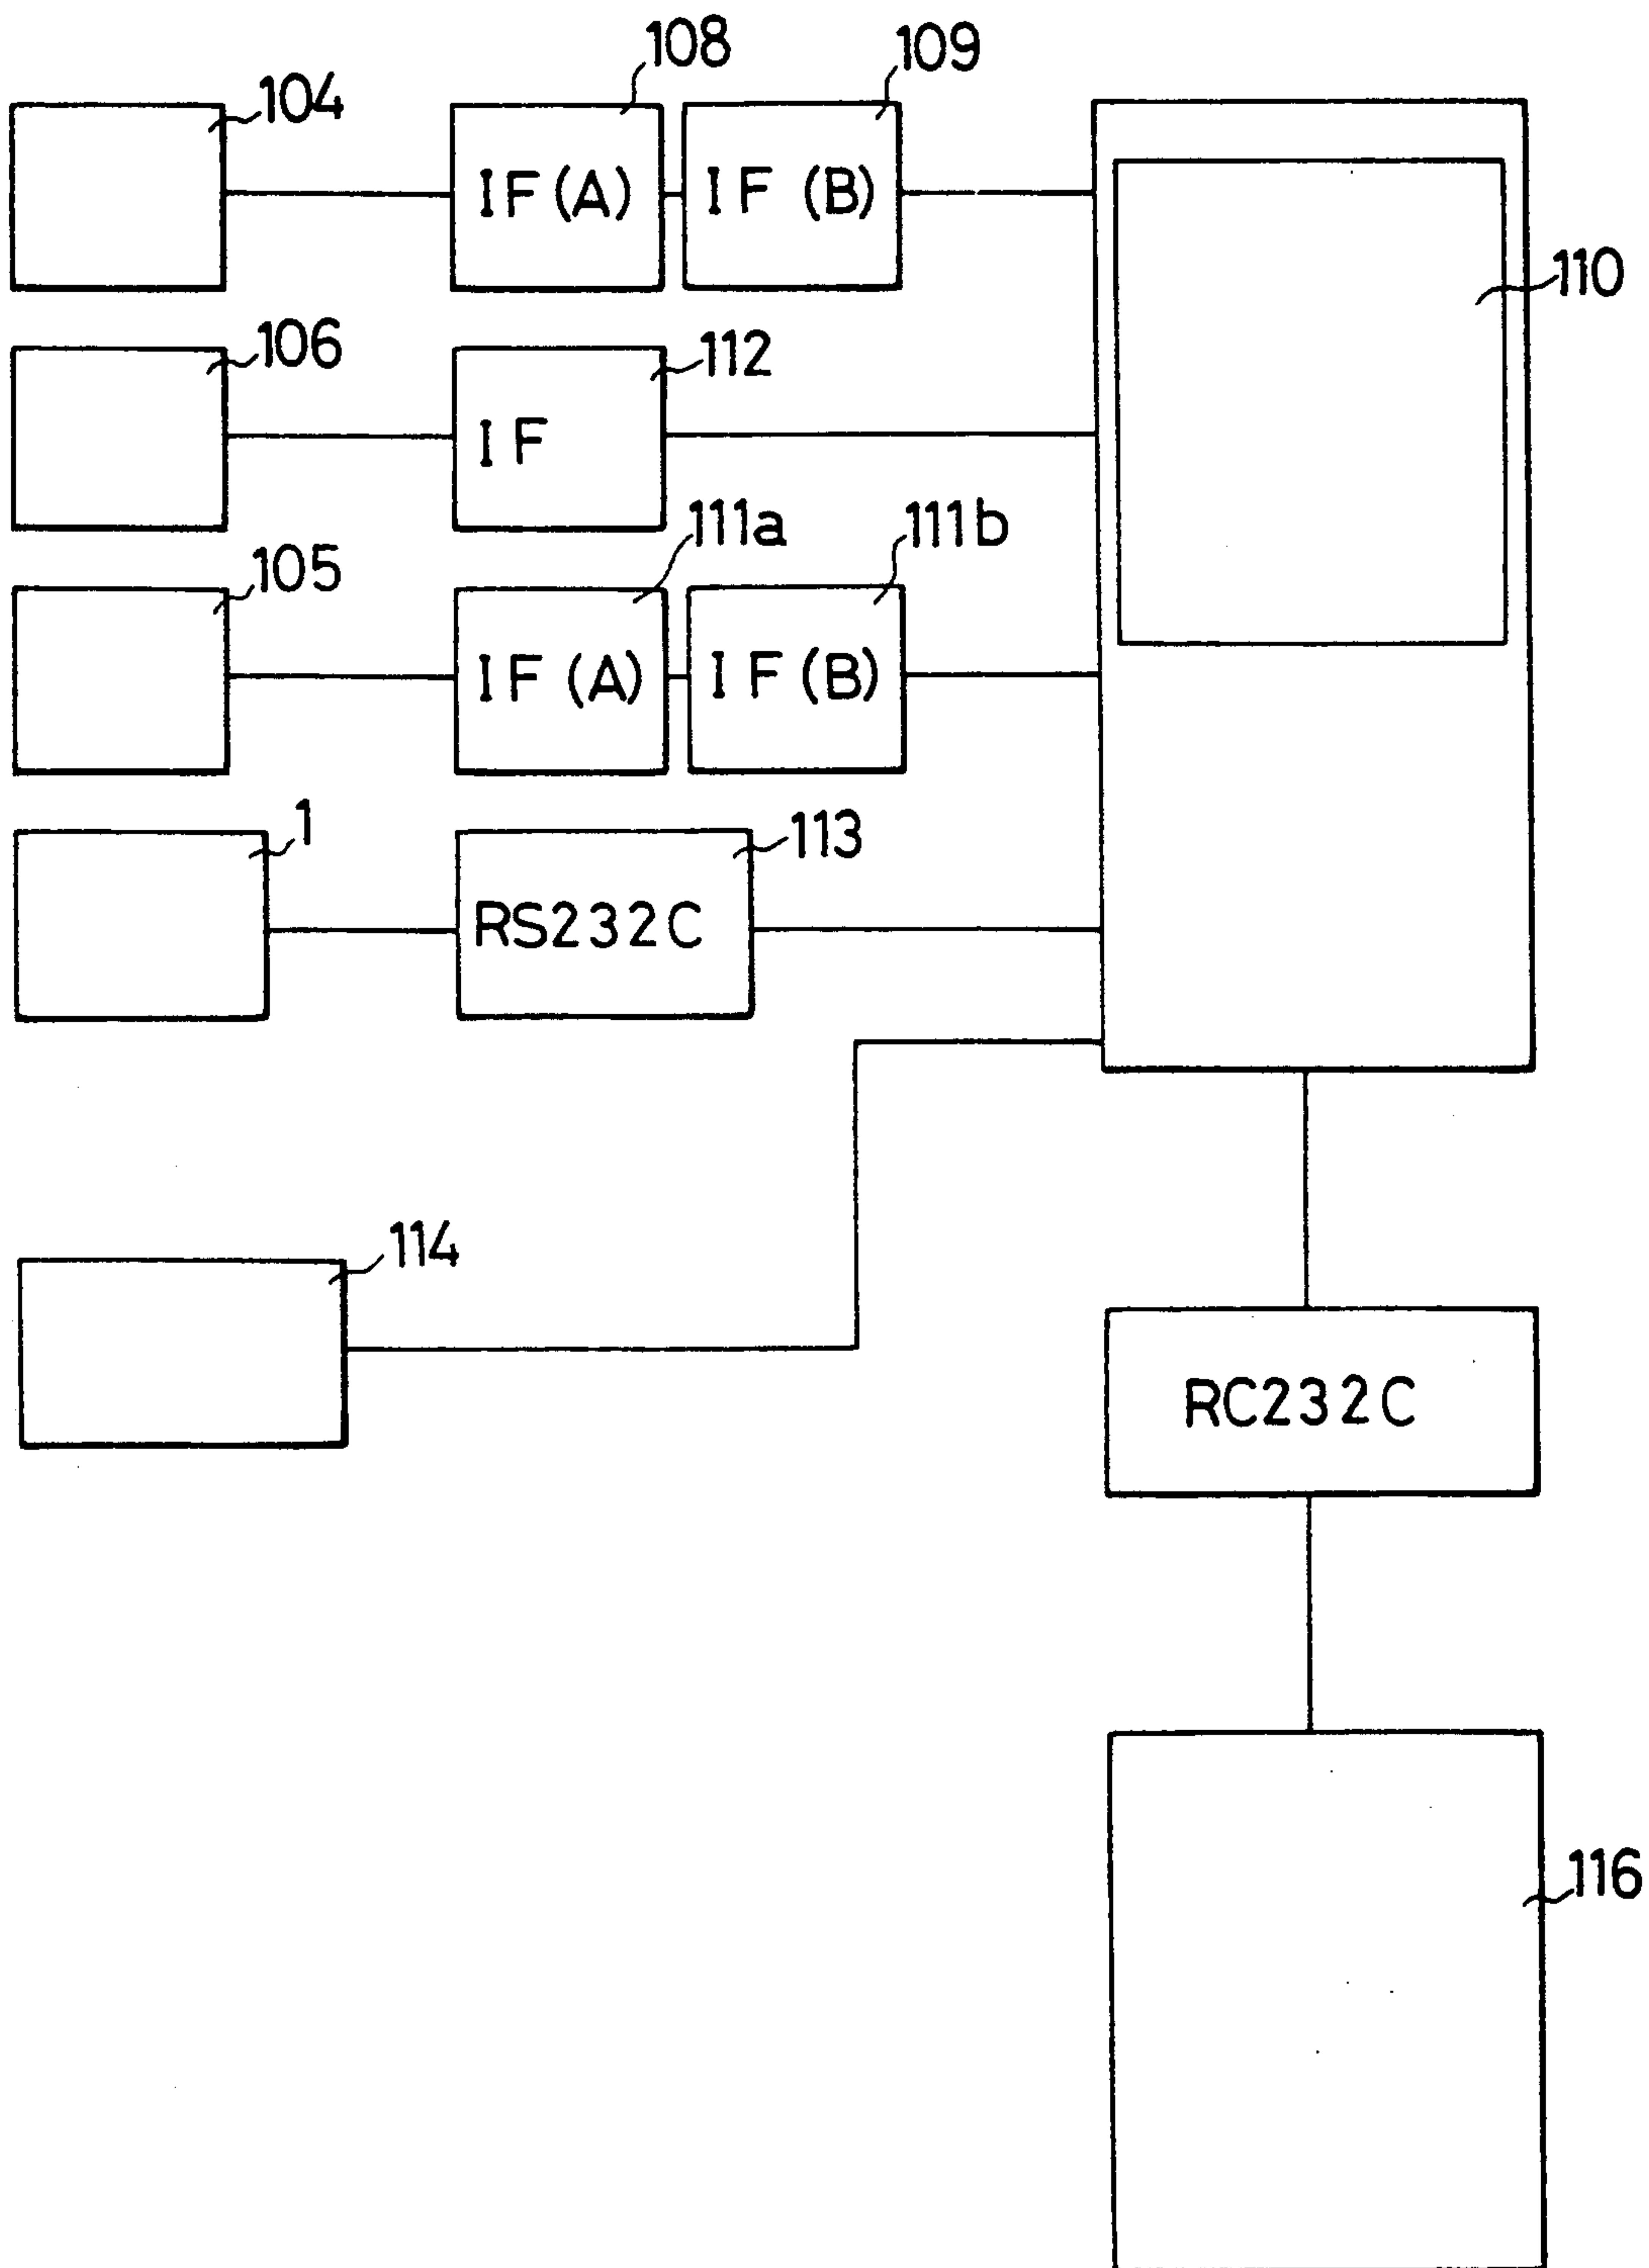 108
109
104
IF(A)
IF (B)
110
106
112
IF
111a
111b
105
IF (A)
IF (B)
1
113
RS232C
114
RC232C
116